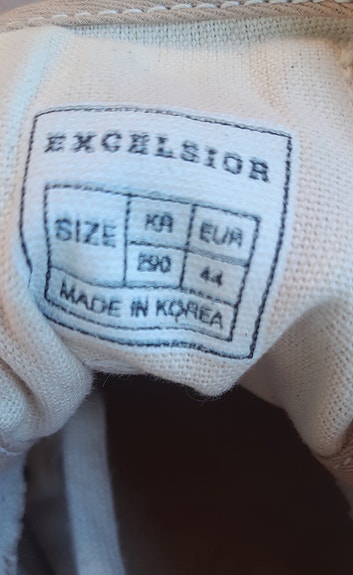 EXCELSIOR
SIZE KR EUR
290 44
MADE IN KOREA